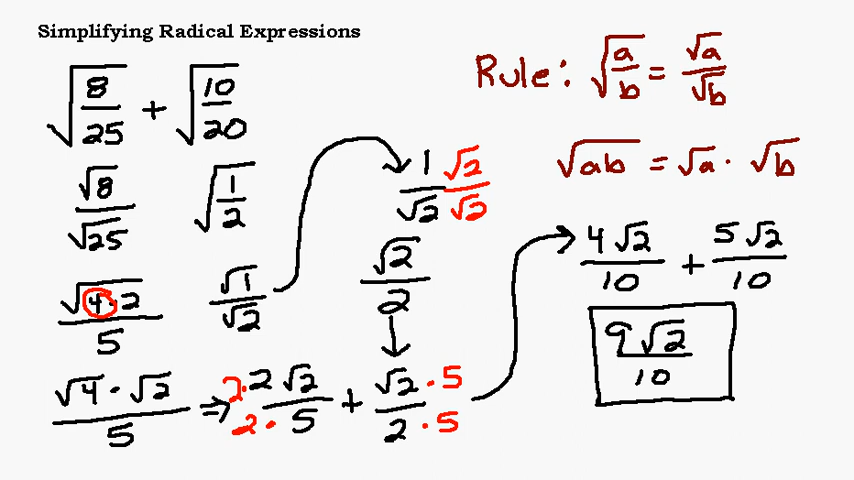 Simplifying Radical Expressions
√(8/25) + √(10/20)
√8/√25
√(1/2)
√(4·2)/5
√1/√2
√4 · √2/5 ⇒ 2·2√2/2·5 + √2·5/2·5
1/√2 √2/√2
√2/2
Rule: √(a/b) = √a/√b
√ab = √a · √b
4√2/10 + 5√2/10
9√2/10